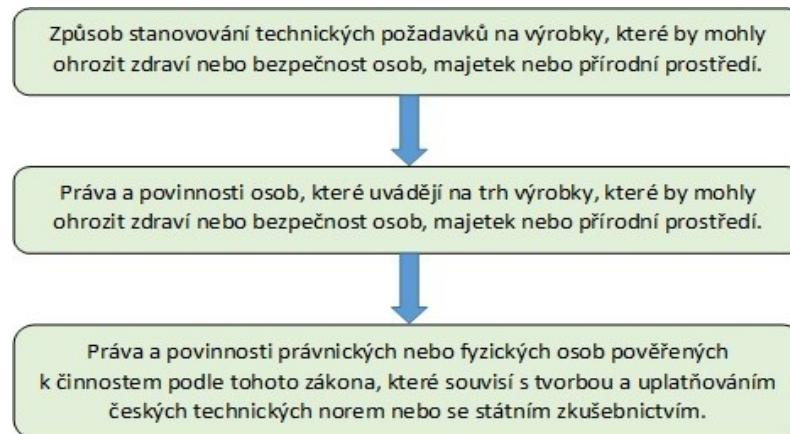 Způsob stanovování technických požadavků na výrobky, které by mohly
ohrozit zdraví nebo bezpečnost osob, majetek nebo přírodní prostředí.
Práva a povinnosti osob, které uvádějí na trh výrobky, které by mohly
ohrozit zdraví nebo bezpečnost osob, majetek nebo přírodní prostředí.
Práva a povinnosti právnických nebo fyzických osob pověřených
k činnostem podle tohoto zákona, které souvisí s tvorbou a uplatňováním
českých technických norem nebo se státním zkušebnictvím.